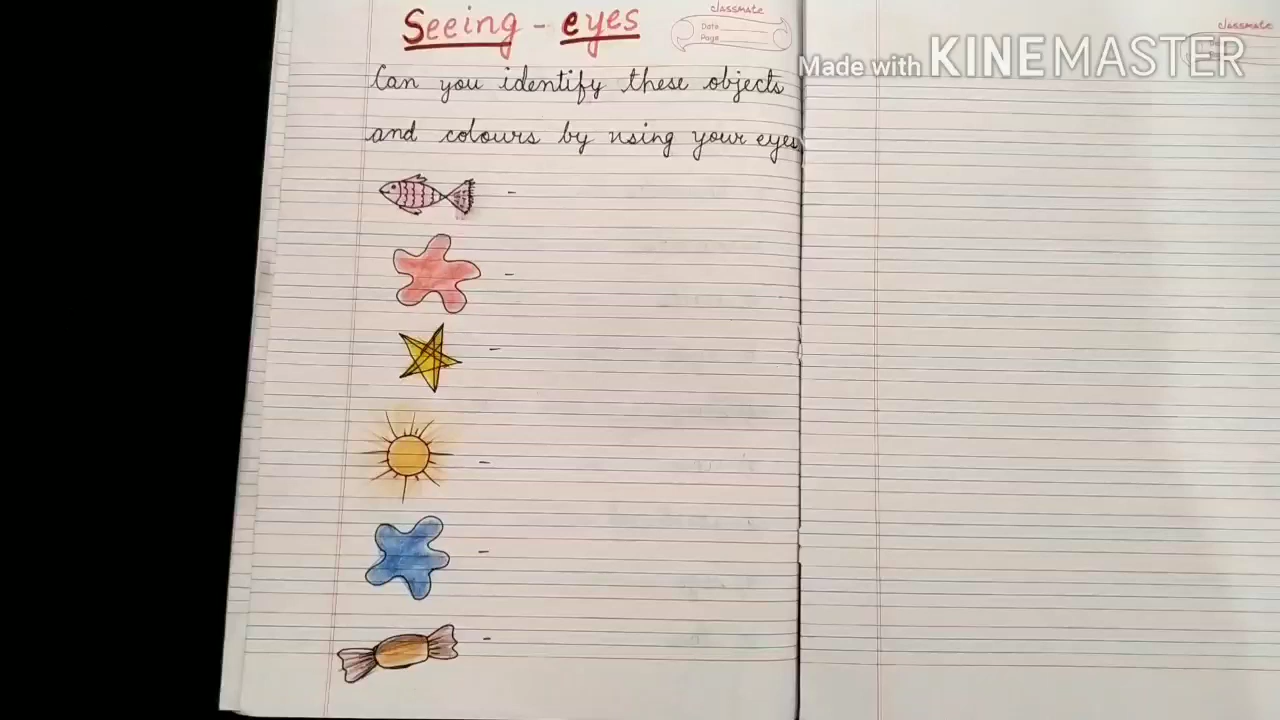 Seeing - eyes
classmate
Date
Page
Can you identify these objects
and colours by using your eyes
-
-
-
-
-
-
classmate
Made with KINEMASTER